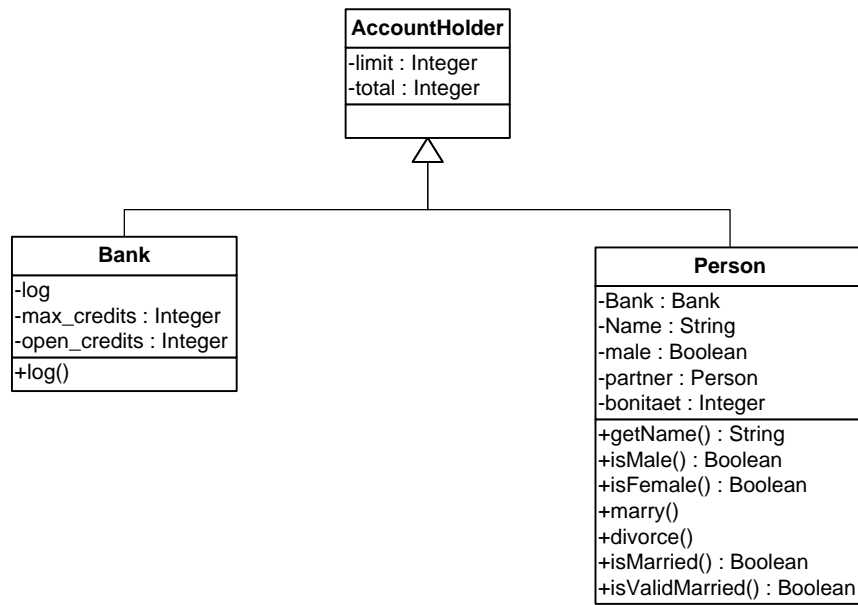 AccountHolder
-limit : Integer
-total : Integer
Bank
-log
-max_credits : Integer
-open_credits : Integer
+log()
Person
-Bank : Bank
-Name : String
-male : Boolean
-partner : Person
-bonitaet : Integer
+getName() : String
+isMale() : Boolean
+isFemale() : Boolean
+marry()
+divorce()
+isMarried() : Boolean
+isValidMarried() : Boolean